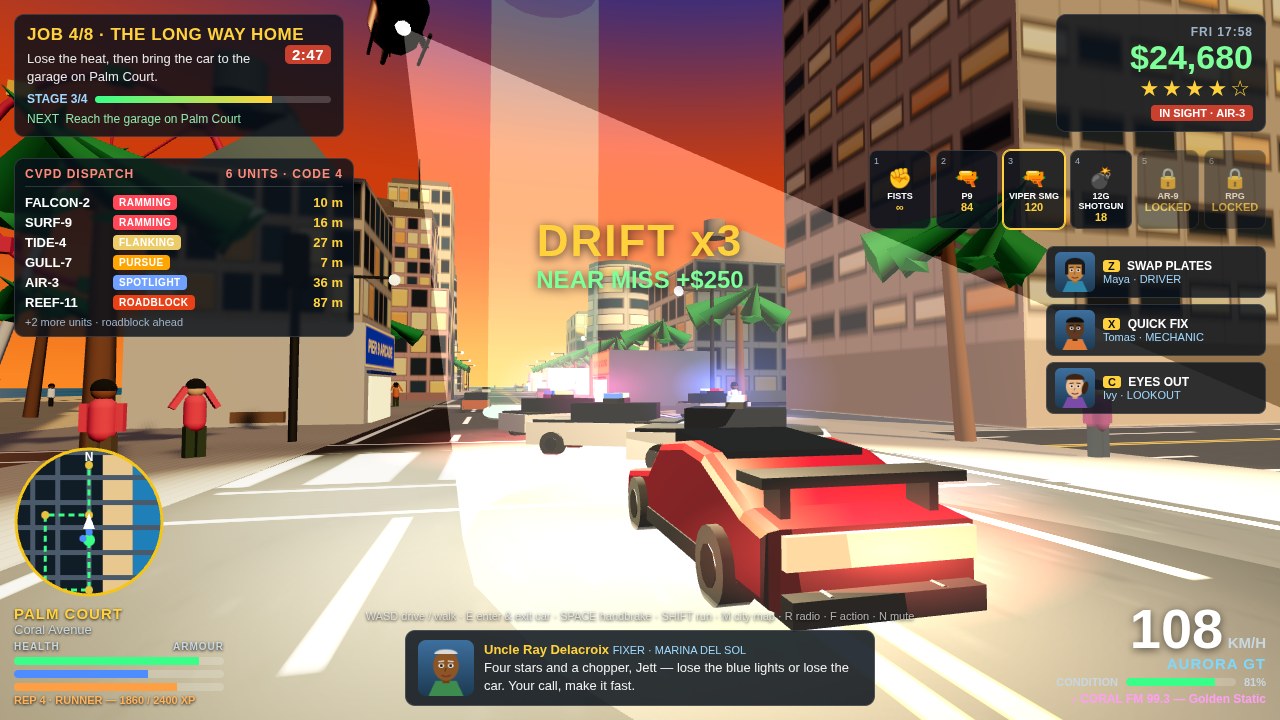 JOB 4/8 · THE LONG WAY HOME
Lose the heat, then bring the car to the
garage on Palm Court.
2:47
STAGE 3/4
NEXT Reach the garage on Palm Court
CVPD DISPATCH 6 UNITS · CODE 4
FALCON-2 RAMMING 10 m
SURF-9 RAMMING 16 m
TIDE-4 FLANKING 27 m
GULL-7 PURSUE 7 m
AIR-3 SPOTLIGHT 36 m
REEF-11 ROADBLOCK 87 m
+2 more units · roadblock ahead
FRI 17:58
$24,680
★★★★☆
IN SIGHT · AIR-3
1 FISTS ∞
2 P9 84
3 VIPER SMG 120
4 12G SHOTGUN 18
5 AR-9 LOCKED
6 RPG LOCKED
Z SWAP PLATES
Maya · DRIVER
X QUICK FIX
Tomas · MECHANIC
C EYES OUT
Ivy · LOOKOUT
DRIFT x3
NEAR MISS +$250
PIER ARCADE
N
PALM COURT
Coral Avenue
HEALTH ARMOUR
REP 4 · RUNNER — 1860 / 2400 XP
WASD drive / walk · E enter & exit car · SPACE handbrake · SHIFT run · M city map · R radio · F action · N mute
Uncle Ray Delacroix FIXER · MARINA DEL SOL
Four stars and a chopper, Jett — lose the blue lights or lose the
car. Your call, make it fast.
108 KM/H
AURORA GT
CONDITION 81%
CORAL FM 99.3 — Golden Static